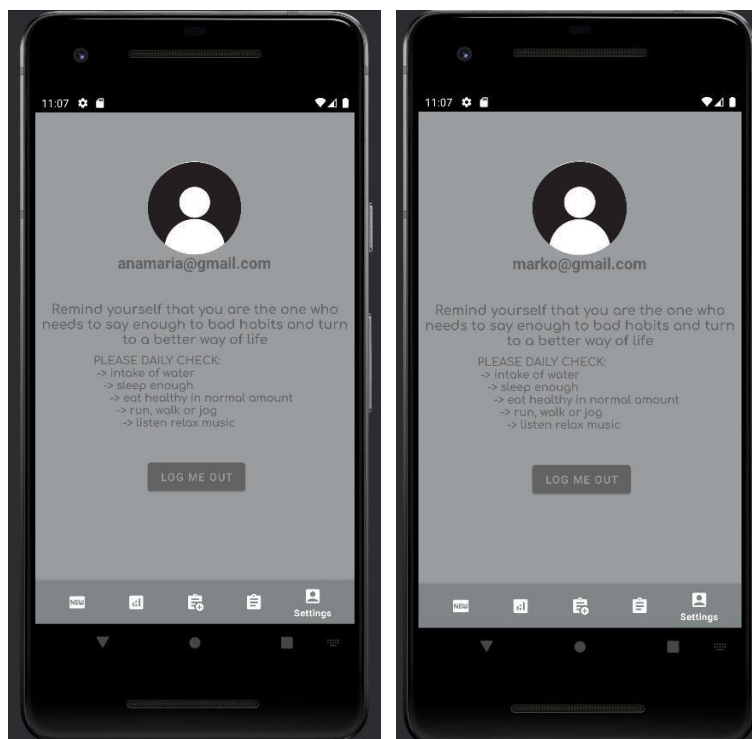 11:07
anamaria@gmail.com
Remind yourself that you are the one who
needs to say enough to bad habits and turn
to a better way of life
PLEASE DAILY CHECK:
-> intake of water
-> sleep enough
-> eat healthy in normal amount
-> run, walk or jog
-> listen relax music
LOG ME OUT
NEW
Settings
11:07
marko@gmail.com
Remind yourself that you are the one who
needs to say enough to bad habits and turn
to a better way of life
PLEASE DAILY CHECK:
-> intake of water
-> sleep enough
-> eat healthy in normal amount
-> run, walk or jog
-> listen relax music
LOG ME OUT
NEW
Settings